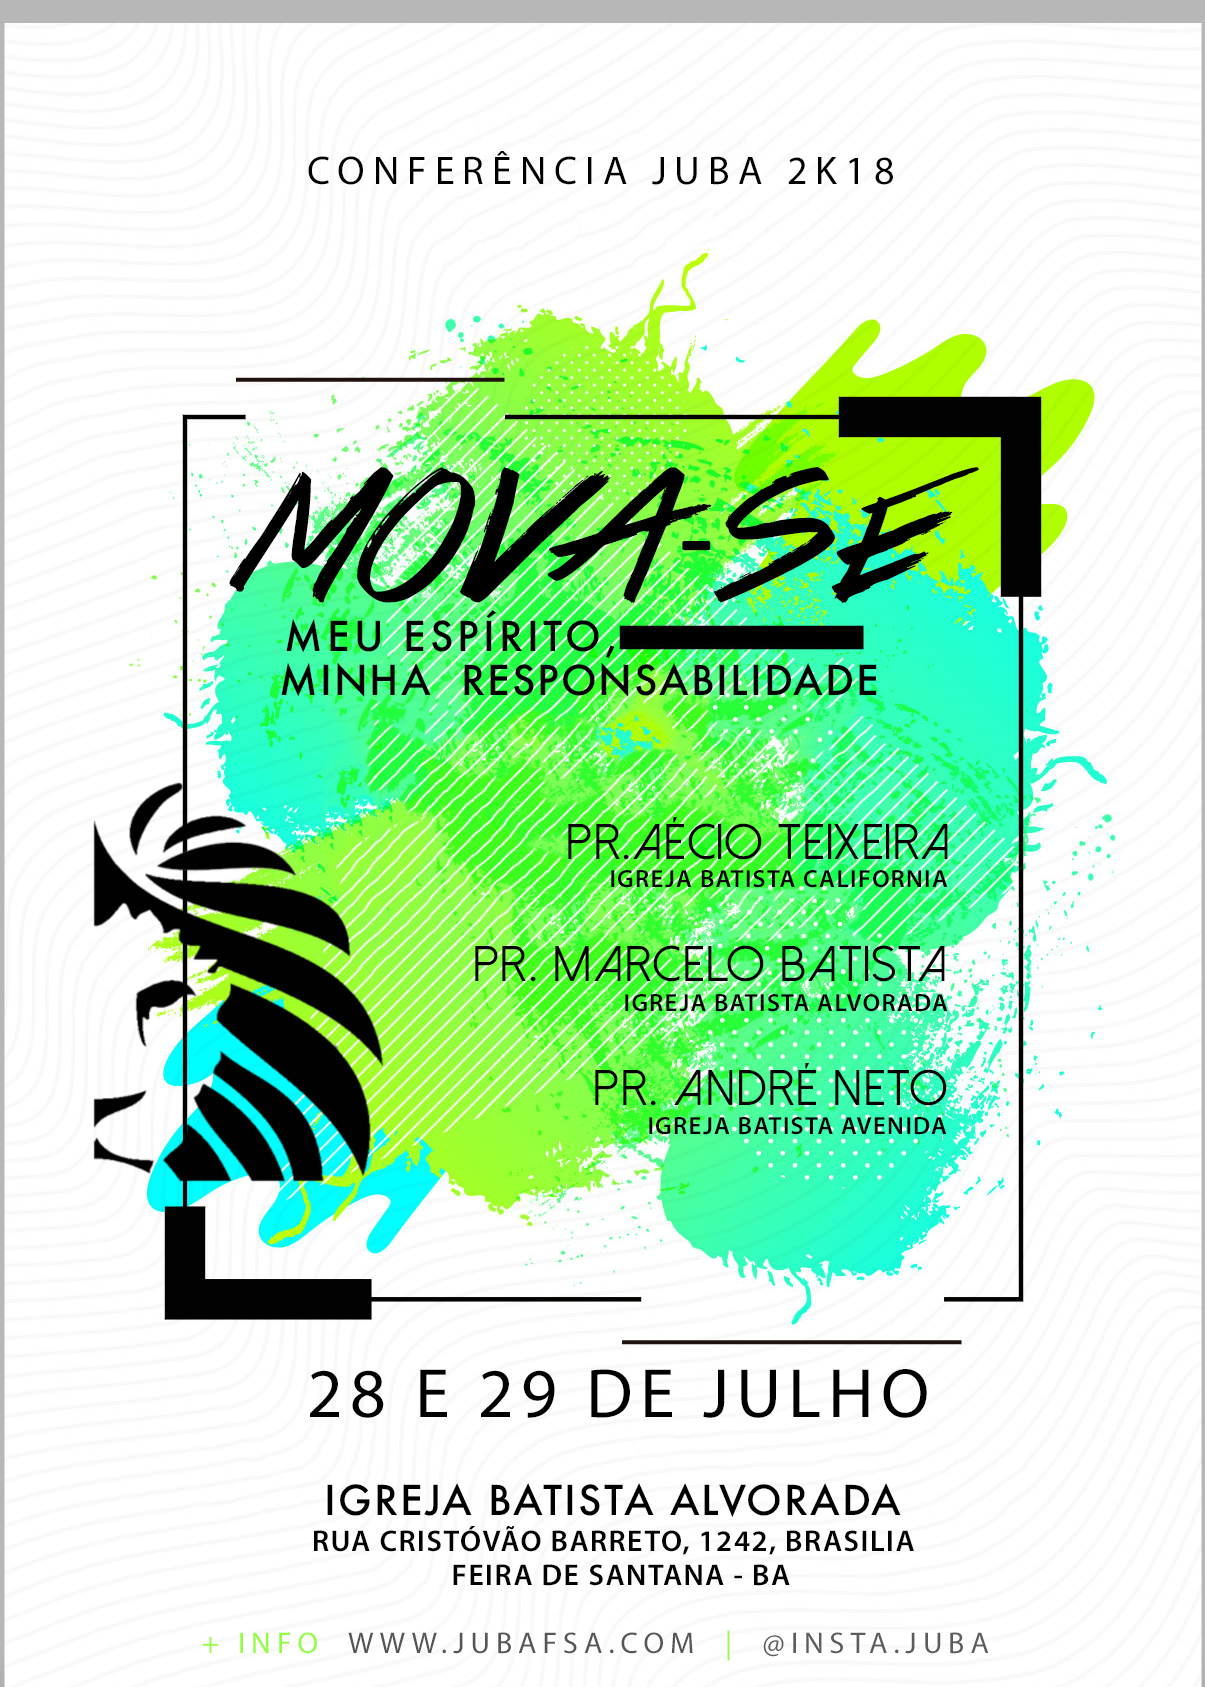 CONFERÊNCIA JUBA 2K18
MOVA-SE
MEU ESPÍRITO,
MINHA RESPONSABILIDADE
PR.AÉCIO TEIXEIRA
IGREJA BATISTA CALIFORNIA
PR. MARCELO BATISTA
IGREJA BATISTA ALVORADA
PR. ANDRÉ NETO
IGREJA BATISTA AVENIDA
28 E 29 DE JULHO
IGREJA BATISTA ALVORADA
RUA CRISTÓVÃO BARRETO, 1242, BRASILIA
FEIRA DE SANTANA - BA
+ INFO WWW.JUBAFSA.COM | @INSTA.JUBA